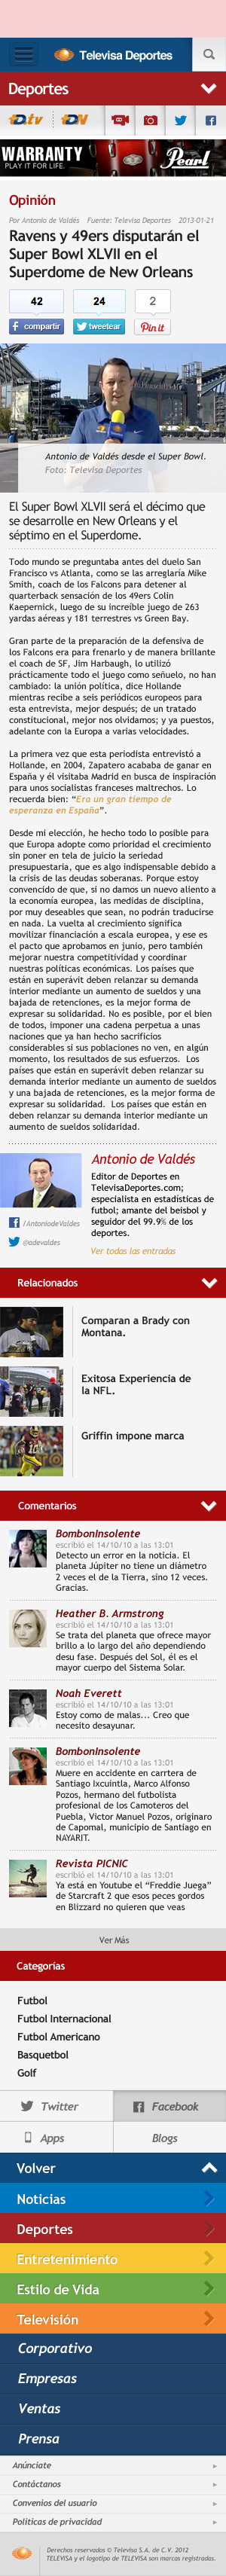 Televisa Deportes
Deportes
Dtv
WARRANTY
PLAY IT FOR LIFE.
Pearl
Opinión
Por Antonio de Valdés Fuente: Televisa Deportes 2013-01-21
Ravens y 49ers disputarán el
Super Bowl XLVII en el
Superdome de New Orleans
42 24 2
compartir tweetear Pin it
Antonio de Valdés desde el Super Bowl.
Foto: Televisa Deportes
El Super Bowl XLVII será el décimo que
se desarrolle en New Orleans y el
séptimo en el Superdome.
Todo mundo se preguntaba antes del duelo San
Francisco vs Atlanta, como se las arreglaría Mike
Smith, coach de los Falcons para detener al
quarterback sensación de los 49ers Colin
Kaepernick, luego de su increíble juego de 263
yardas aéreas y 181 terrestres vs Green Bay.
Gran parte de la preparación de la defensiva de
los Falcons era para frenarlo y de manera brillante
el coach de SF, Jim Harbaugh, lo utilizó
prácticamente todo el juego como señuelo, no han
cambiado: la unión política, dice Hollande
mientras recibe a seis periódicos europeos para
esta entrevista, mejor después; de un tratado
constitucional, mejor nos olvidamos; y ya puestos,
adelante con la Europa a varias velocidades.
La primera vez que esta periodista entrevistó a
Hollande, en 2004, Zapatero acababa de ganar en
España y él visitaba Madrid en busca de inspiración
para unos socialistas franceses maltrechos. Lo
recuerda bien: “Era un gran tiempo de
esperanza en España”.
Desde mi elección, he hecho todo lo posible para
que Europa adopte como prioridad el crecimiento
sin poner en tela de juicio la seriedad
presupuestaria, que es algo indispensable debido a
la crisis de las deudas soberanas. Porque estoy
convencido de que, si no damos un nuevo aliento a
la economía europea, las medidas de disciplina,
por muy deseables que sean, no podrán traducirse
en nada. La vuelta al crecimiento significa
movilizar financiación a escala europea, y ese es
el pacto que aprobamos en junio, pero también
mejorar nuestra competitividad y coordinar
nuestras políticas económicas. Los países que
están en superávit deben relanzar su demanda
interior mediante un aumento de sueldos y una
bajada de retenciones, es la mejor forma de
expresar su solidaridad. No es posible, por el bien
de todos, imponer una cadena perpetua a unas
naciones que ya han hecho sacrificios
considerables si sus poblaciones no ven, en algún
momento, los resultados de sus esfuerzos. Los
países que están en superávit deben relanzar su
demanda interior mediante un aumento de sueldos
y una bajada de retenciones, es la mejor forma de
expresar su solidaridad. Los países que están en
deben relanzar su demanda interior mediante un
aumento de sueldos solidaridad.
Antonio de Valdés
Editor de Deportes en
TelevisaDeportes.com;
especialista en estadísticas de
futbol; amante del beísbol y
seguidor del 99.9% de los
deportes.
/AntoniodeValdes
@adevaldes
Ver todas las entradas
Relacionados
Comparan a Brady con
Montana.
Exitosa Experiencia de
la NFL.
Griffin impone marca
Comentarios
BombonInsolente
escribió el 14/10/10 a las 13:01
Detecto un error en la noticia. El
planeta Júpiter no tiene un diámetro
2 veces el de la Tierra, sino 12 veces.
Gracias.
Heather B. Armstrong
escribió el 14/10/10 a las 13:01
Se trata del planeta que ofrece mayor
brillo a lo largo del año dependiendo
desu fase. Después del Sol, él es el
mayor cuerpo del Sistema Solar.
Noah Everett
escribió el 14/10/10 a las 13:01
Estoy como de malas... Creo que
necesito desayunar.
BombonInsolente
escribió el 14/10/10 a las 13:01
Muere en accidente en carrtera de
Santiago Ixcuintla, Marco Alfonso
Pozos, hermano del futbolista
profesional de los Camoteros del
Puebla, Victor Manuel Pozos, originaro
de Capomal, municipio de Santiago en
NAYARIT.
Revista PICNIC
escribió el 14/10/10 a las 13:01
Ya está en Youtube el “Freddie Juega”
de Starcraft 2 que esos peces gordos
en Blizzard no quieren que veas
Ver Más
Categorías
Futbol
Futbol Internacional
Futbol Americano
Basquetbol
Golf
Twitter Facebook
Apps Blogs
Volver
Noticias
Deportes
Entretenimiento
Estilo de Vida
Televisión
Corporativo
Empresas
Ventas
Prensa
Anúnciate
Contáctanos
Convenios del usuario
Políticas de privacidad
Derechos reservados © Televisa S.A. de C.V. 2012
TELEVISA y el logotipo de TELEVISA son marcas registradas.